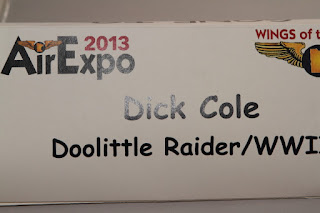 AirExpo 2013
WINGS of t
Dick Cole
Doolittle Raider/WWII